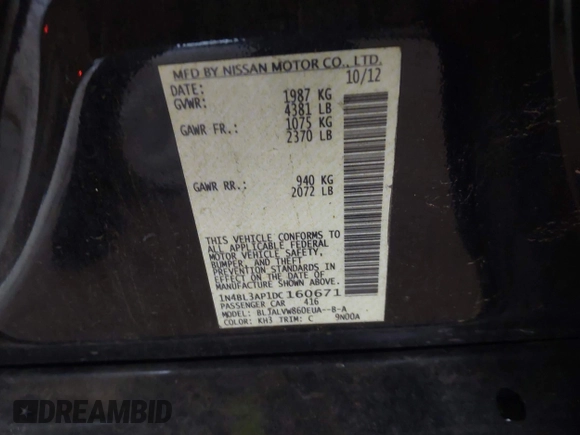 MFD BY NISSAN MOTOR CO., LTD.
DATE: 10/12
GVWR: 1987 KG
4381 LB
GAWR FR.: 1075 KG
2370 LB
GAWR RR.: 940 KG
2072 LB
THIS VEHICLE CONFORMS TO
ALL APPLICABLE FEDERAL
MOTOR VEHICLE SAFETY,
BUMPER, AND THEFT
PREVENTION STANDARDS IN
EFFECT ON THE DATE OF
MANUFACTURE SHOWN ABOVE.
1N4BL3AP1DC160671
PASSENGER CAR 416
MODEL: BLJALVW860EUA--B-A
COLOR: KH3 TRIM: C 9N00A
DREAMBID